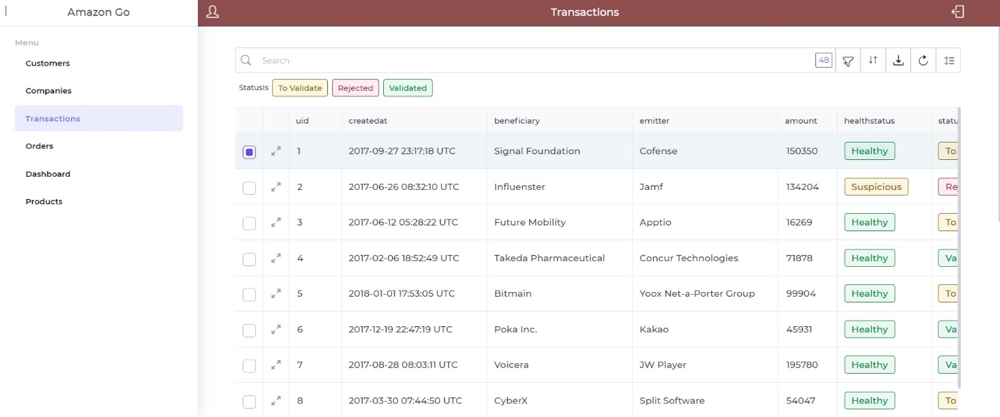 Amazon Go
Transactions
Menu
Customers
Companies
Transactions
Orders
Dashboard
Products
Search 48
StatusIs To Validate Rejected Validated
uid createdat beneficiary emitter amount healthstatus statu
1 2017-09-27 23:17:18 UTC Signal Foundation Cofense 150350 Healthy To
2 2017-06-26 08:32:10 UTC Influenster Jamf 134204 Suspicious Re
3 2017-06-12 05:28:22 UTC Future Mobility Apptio 16269 Healthy To
4 2017-02-06 18:52:49 UTC Takeda Pharmaceutical Concur Technologies 71878 Healthy Va
5 2018-01-01 17:53:05 UTC Bitmain Yoox Net-a-Porter Group 99904 Healthy To
6 2017-12-19 22:47:19 UTC Poka Inc. Kakao 45931 Healthy Va
7 2017-08-28 08:03:11 UTC Voicera JW Player 195780 Healthy Va
8 2017-03-30 07:44:50 UTC CyberX Split Software 54047 Healthy To